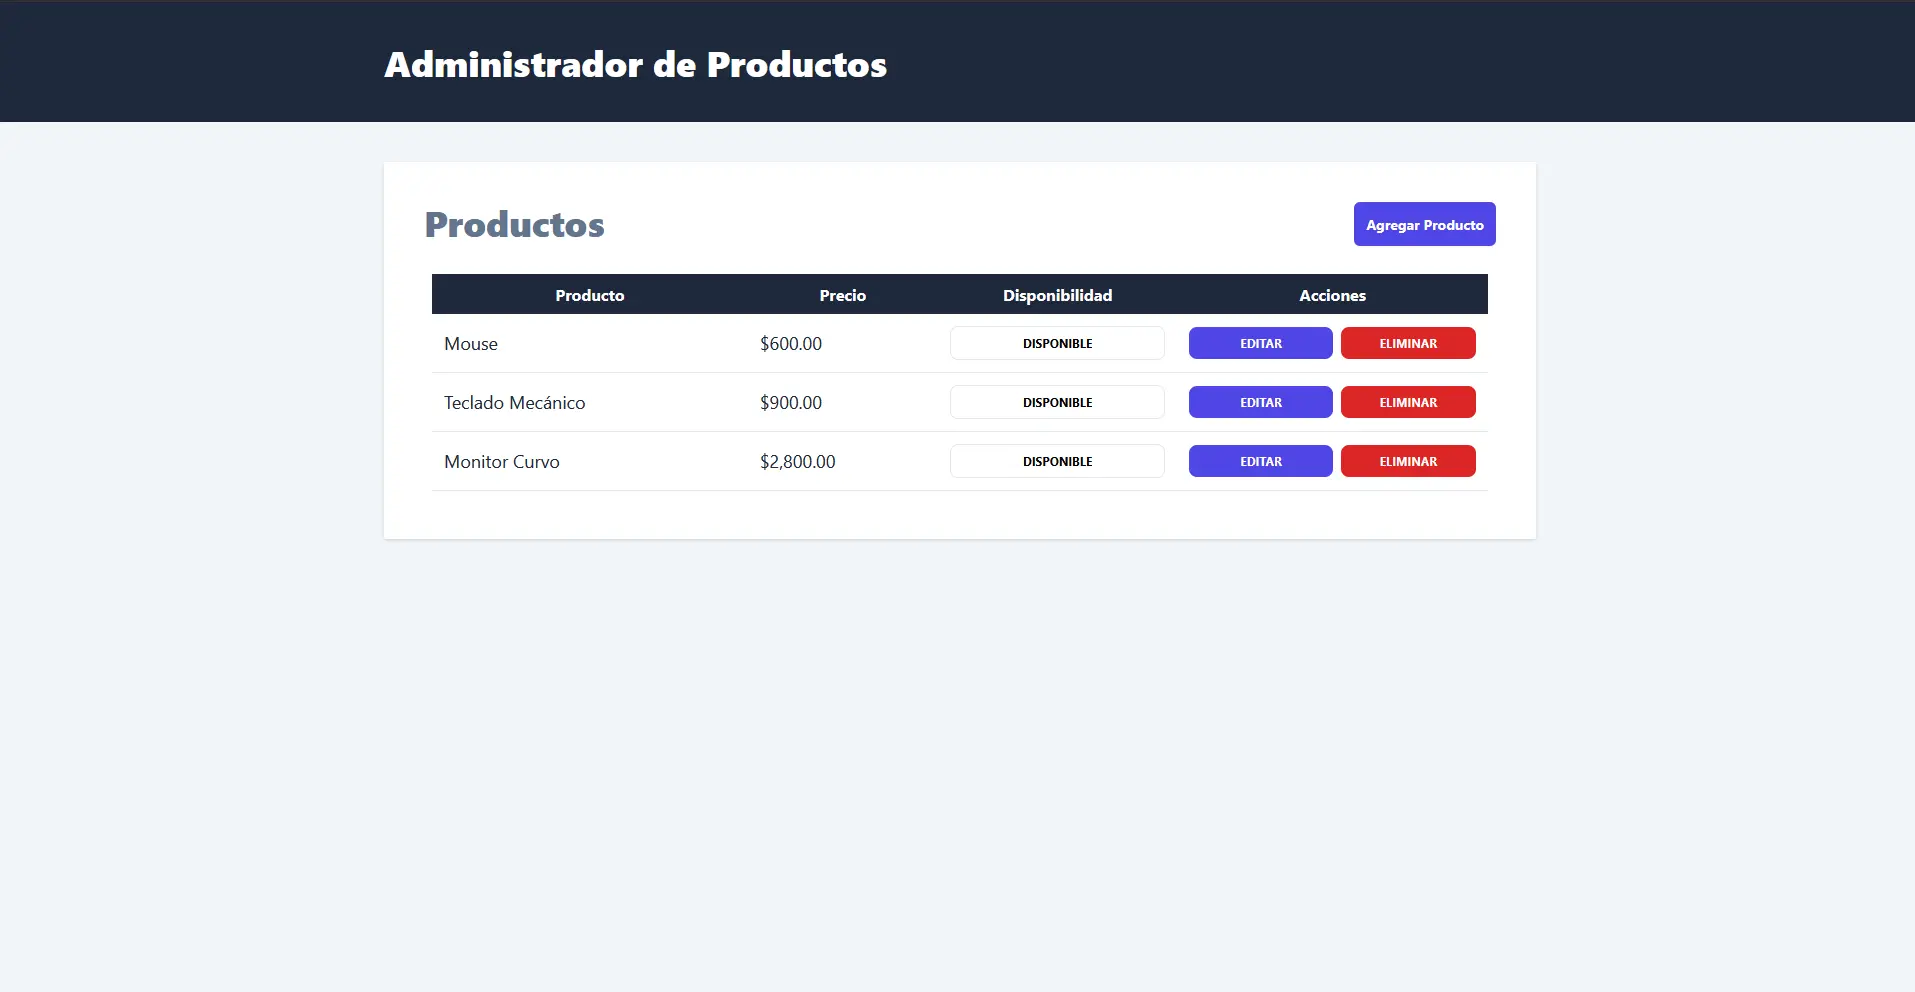 Administrador de Productos
Productos
Agregar Producto
Producto Precio Disponibilidad Acciones
Mouse $600.00 DISPONIBLE EDITAR ELIMINAR
Teclado Mecánico $900.00 DISPONIBLE EDITAR ELIMINAR
Monitor Curvo $2,800.00 DISPONIBLE EDITAR ELIMINAR